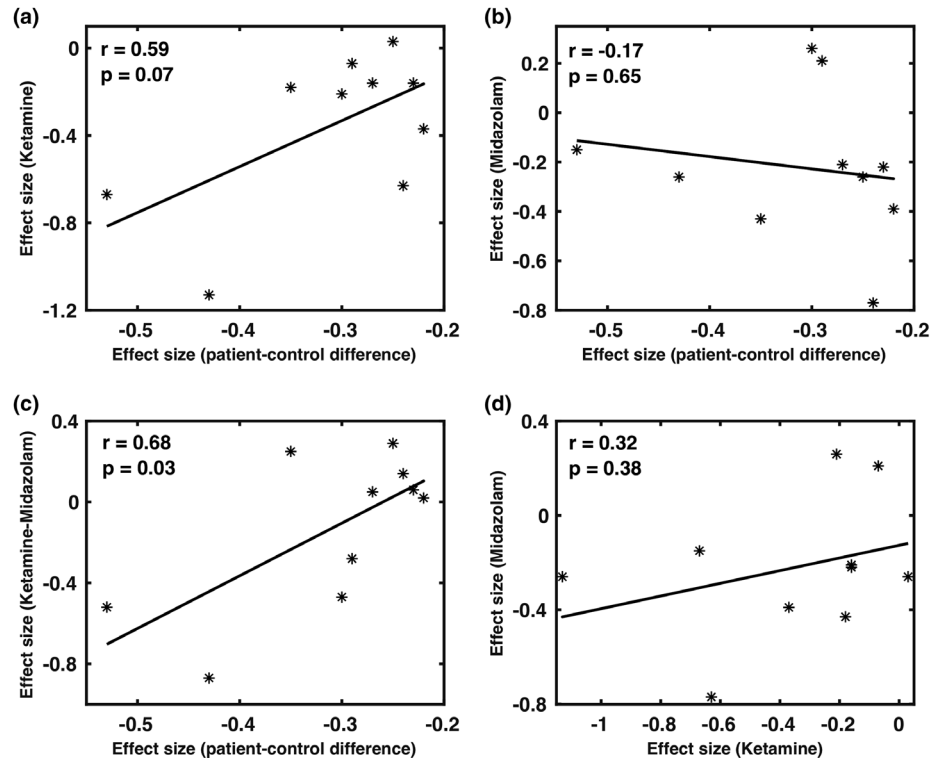 (a)
r = 0.59
p = 0.07
0
-0.4
-0.8
-1.2
Effect size (Ketamine)
-0.5
-0.4
-0.3
-0.2
Effect size (patient-control difference)
(b)
r = -0.17
p = 0.65
0.2
0
-0.2
-0.4
-0.6
-0.8
Effect size (Midazolam)
-0.5
-0.4
-0.3
-0.2
Effect size (patient-control difference)
(c)
r = 0.68
p = 0.03
0.4
0
-0.4
-0.8
Effect size (Ketamine-Midazolam)
-0.5
-0.4
-0.3
-0.2
Effect size (patient-control difference)
(d)
r = 0.32
p = 0.38
0.4
0
-0.4
-0.8
Effect size (Midazolam)
-1
-0.8
-0.6
-0.4
-0.2
0
Effect size (Ketamine)